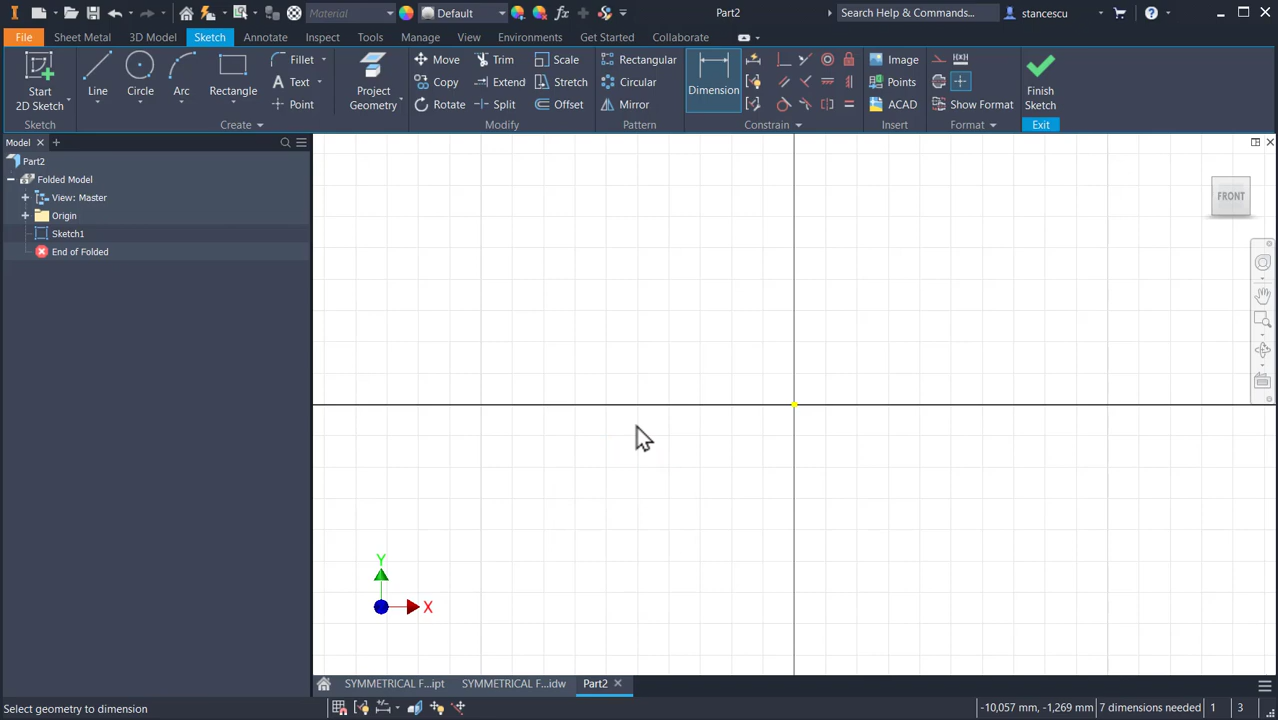 Material Default Part2 Search Help & Commands... stancescu
File Sheet Metal 3D Model Sketch Annotate Inspect Tools Manage View Environments Get Started Collaborate
Start 2D Sketch Line Circle Arc Rectangle Fillet Text Point Project Geometry Move Copy Rotate Trim Extend Split Scale Stretch Offset Rectangular Circular Mirror Dimension Image Points ACAD Show Format Finish Sketch
Sketch Create Modify Pattern Constrain Insert Format Exit
Model
Part2
Folded Model
View: Master
Origin
Sketch1
End of Folded
FRONT
Y
X
SYMMETRICAL F...ipt SYMMETRICAL F...idw Part2
Select geometry to dimension -10,057 mm, -1,269 mm 7 dimensions needed 1 3